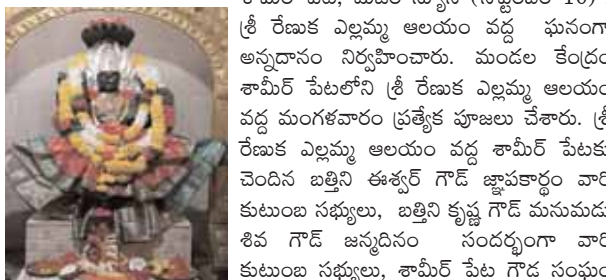 శ్రీ రేణుక ఎల్లమ్మ ఆలయం వద్ద ఘనంగా
అన్నదానం నిర్వహించారు. మండల కేంద్రం
శామీర్ పేటలోని శ్రీ రేణుక ఎల్లమ్మ ఆలయం
వద్ద మంగళవారం ప్రత్యేక పూజలు చేశారు. శ్రీ
రేణుక ఎల్లమ్మ ఆలయం వద్ద శామీర్ పేటకు
చెందిన బత్తిని ఈశ్వర్ గౌడ్ జ్ఞాపకార్థం వారి
కుటుంబ సభ్యులు, బత్తిని కృష్ణ గౌడ్ మనుమడు
శివ గౌడ్ జన్మదినం సందర్భంగా వారి
కుటుంబ సభ్యులు, శామీర్ పేట గౌడ సంఘం